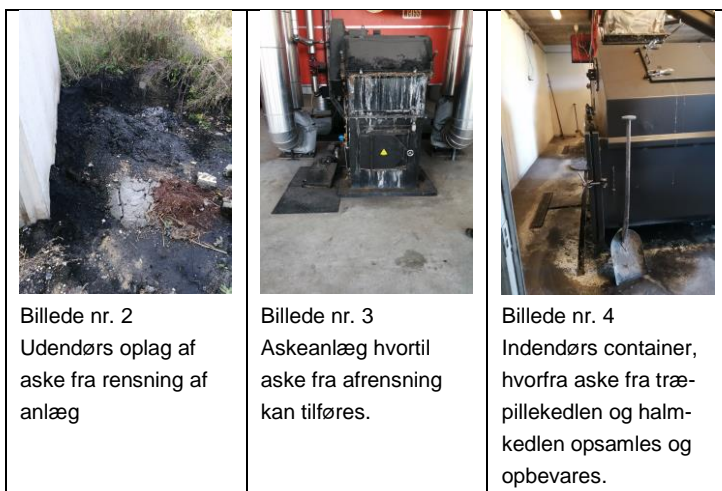 Billede nr. 2
Udendørs oplag af
aske fra rensning af
anlæg
Billede nr. 3
Askeanlæg hvortil
aske fra afrensning
kan tilføres.
Billede nr. 4
Indendørs container,
hvorfra aske fra træ-
pillekedlen og halm-
kedlen opsamles og
opbevares.